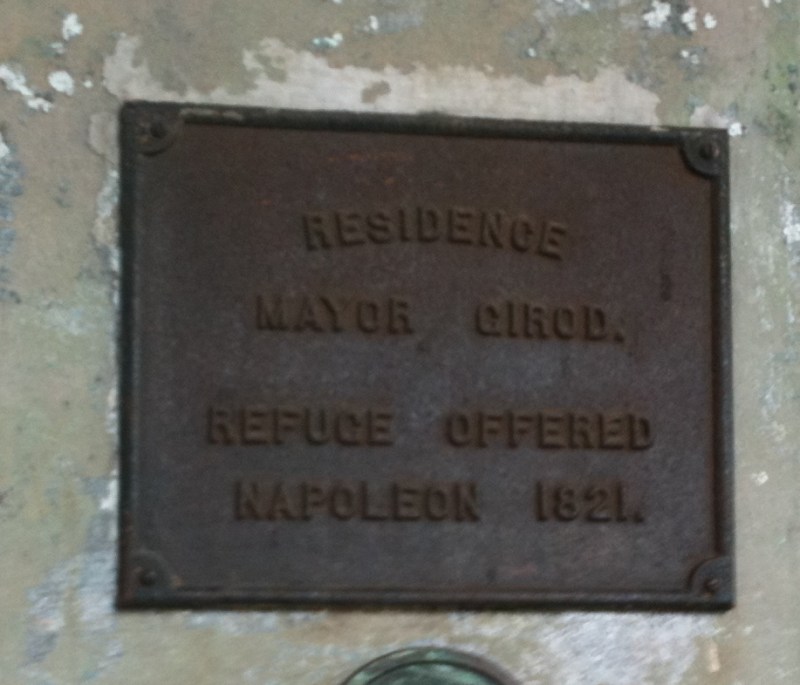 RESIDENCE
MAYOR GIROD.
REFUGE OFFERED
NAPOLEON 1821.